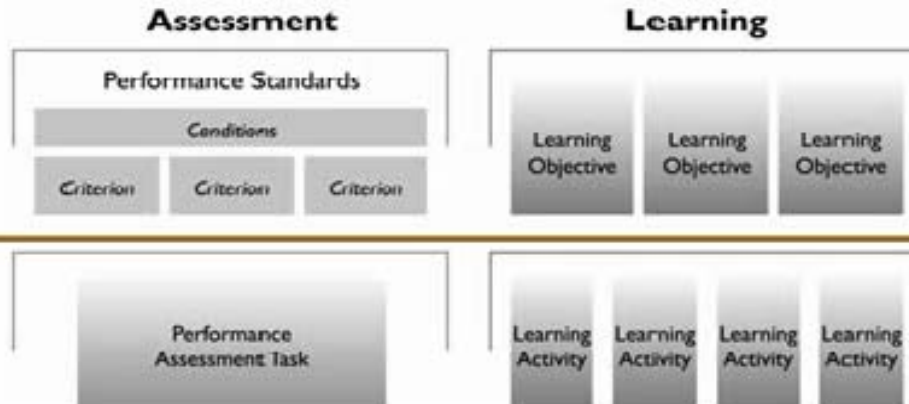 Assessment
Learning
Performance Standards
Conditions
Criterion
Criterion
Criterion
Learning
Objective
Learning
Objective
Learning
Objective
Performance
Assessment Task
Learning
Activity
Learning
Activity
Learning
Activity
Learning
Activity